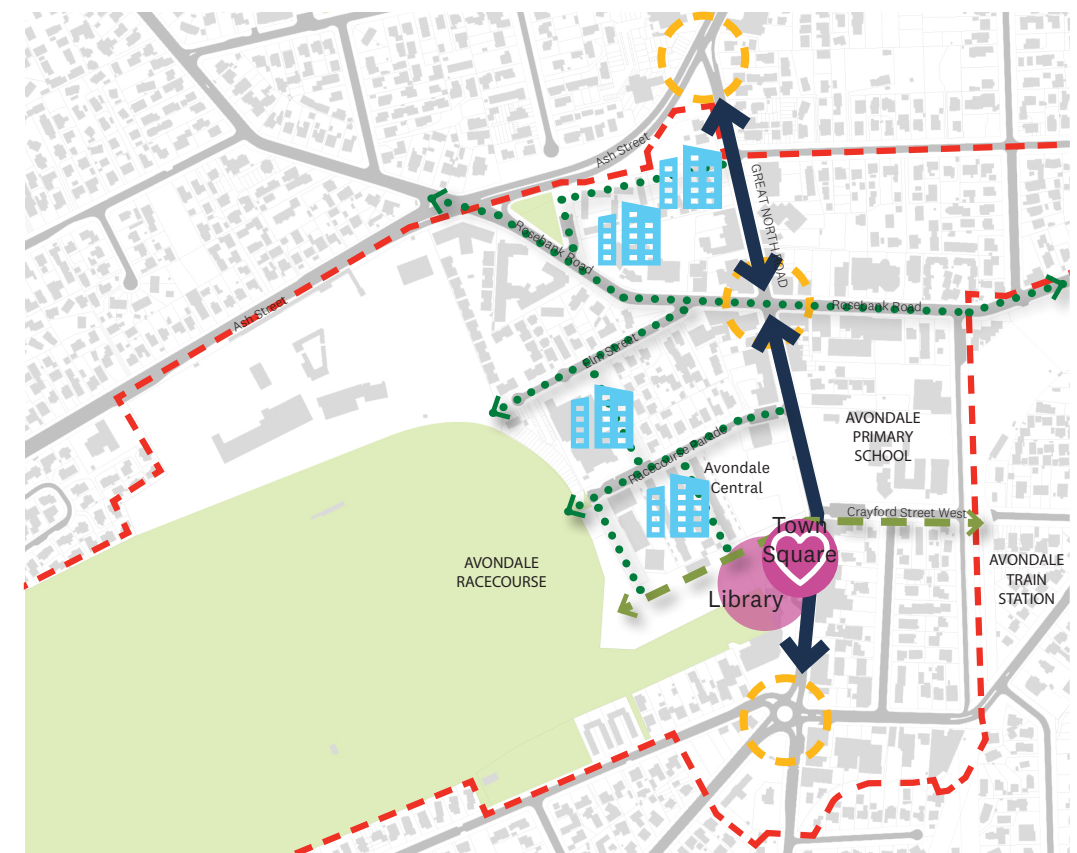 Ash Street
GREAT NORTH ROAD
Rosebank Road
Ash Street
Rosebank Road
Elm Street
AVONDALE
PRIMARY
SCHOOL
Racecourse Parade
Avondale
Central
Crayford Street West
Town
Square
AVONDALE
RACECOURSE
AVONDALE
TRAIN
STATION
Library